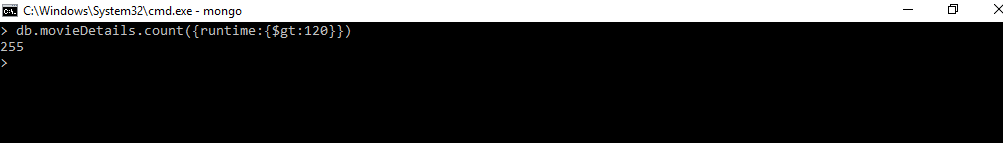 C:\Windows\System32\cmd.exe - mongo
> db.movieDetails.count({runtime:{$gt:120}})
255
>